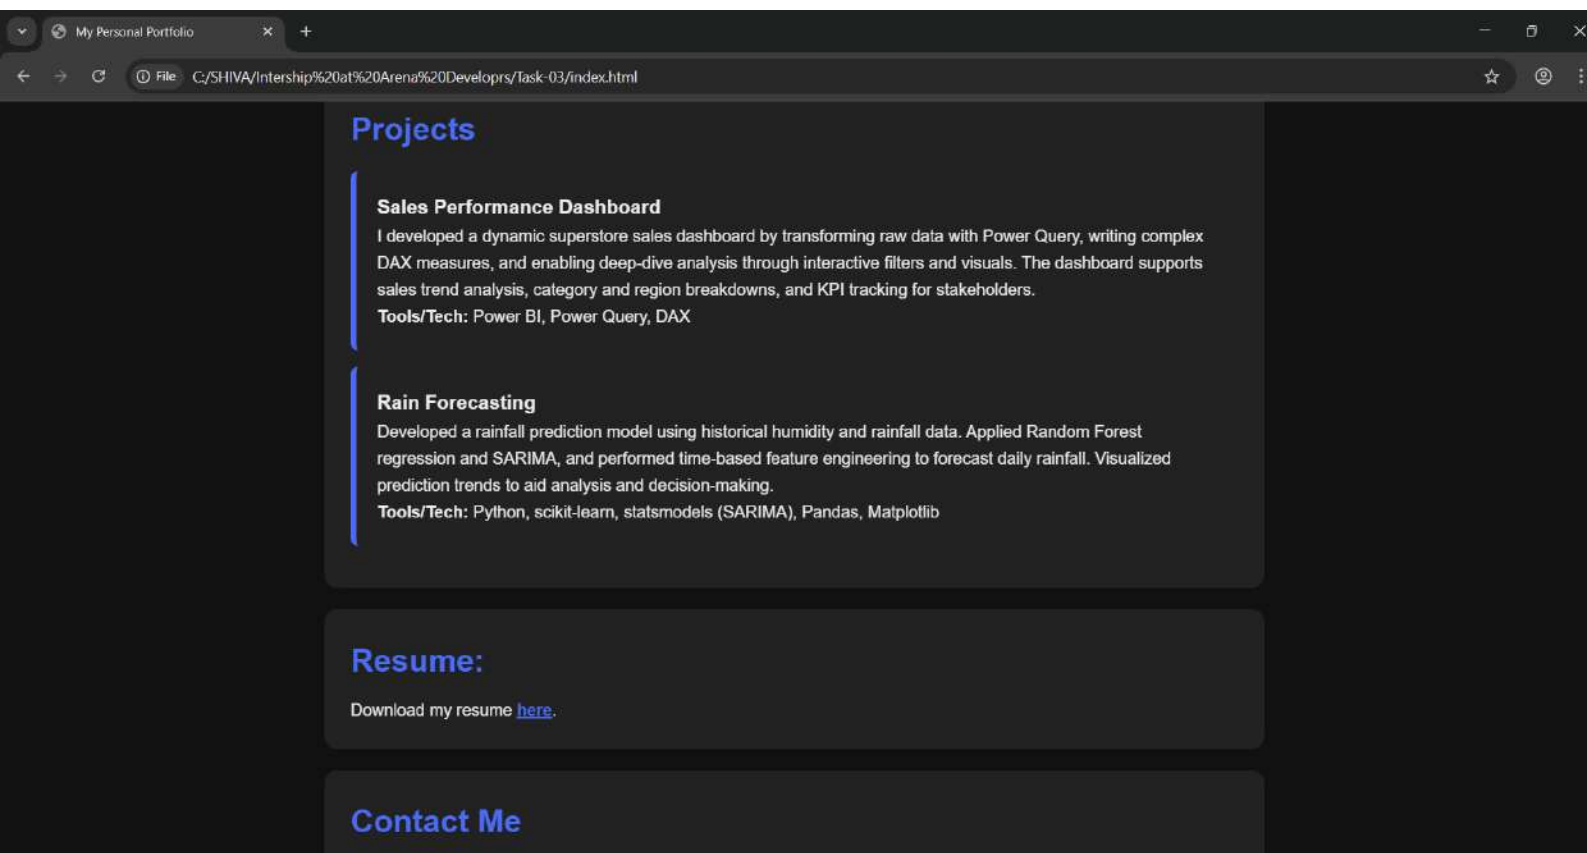 My Personal Portfolio
File C:/SHIVA/Intership%20at%20Arena%20Developrs/Task-03/index.html
Projects
Sales Performance Dashboard
I developed a dynamic superstore sales dashboard by transforming raw data with Power Query, writing complex
DAX measures, and enabling deep-dive analysis through interactive filters and visuals. The dashboard supports
sales trend analysis, category and region breakdowns, and KPI tracking for stakeholders.
Tools/Tech: Power BI, Power Query, DAX
Rain Forecasting
Developed a rainfall prediction model using historical humidity and rainfall data. Applied Random Forest
regression and SARIMA, and performed time-based feature engineering to forecast daily rainfall. Visualized
prediction trends to aid analysis and decision-making.
Tools/Tech: Python, scikit-learn, statsmodels (SARIMA), Pandas, Matplotlib
Resume:
Download my resume here.
Contact Me